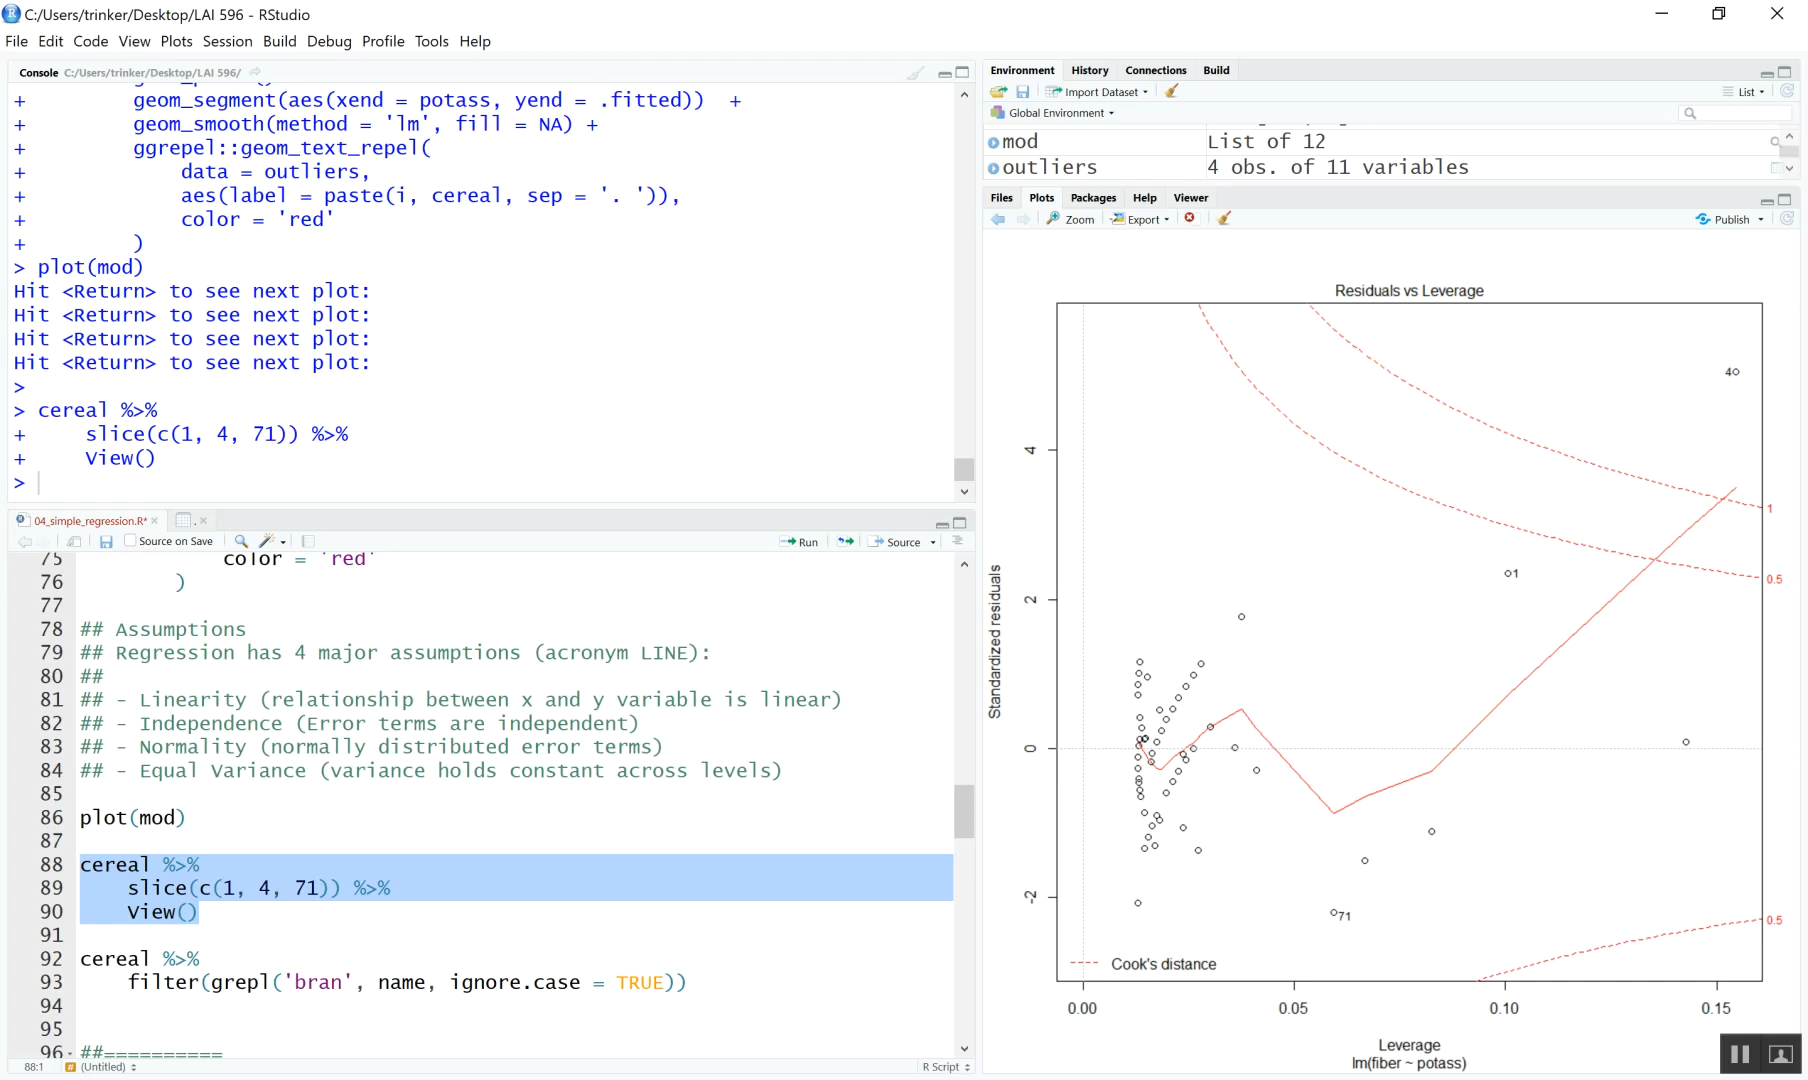 C:/Users/trinker/Desktop/LAI 596 - RStudio
File Edit Code View Plots Session Build Debug Profile Tools Help
Console C:/Users/trinker/Desktop/LAI 596/
+ geom_segment(aes(xend = potass, yend = .fitted)) +
+ geom_smooth(method = 'lm', fill = NA) +
+ ggrepel::geom_text_repel(
+ data = outliers,
+ aes(label = paste(i, cereal, sep = '. ')),
+ color = 'red'
+ )
> plot(mod)
Hit <Return> to see next plot:
Hit <Return> to see next plot:
Hit <Return> to see next plot:
Hit <Return> to see next plot:
>
> cereal %>%
+ slice(c(1, 4, 71)) %>%
+ View()
>
04_simple_regression.R* .
Source on Save Run Source
75 color = 'red'
76 )
77
78 ## Assumptions
79 ## Regression has 4 major assumptions (acronym LINE):
80 ##
81 ## - Linearity (relationship between x and y variable is linear)
82 ## - Independence (Error terms are independent)
83 ## - Normality (normally distributed error terms)
84 ## - Equal Variance (variance holds constant across levels)
85
86 plot(mod)
87
88 cereal %>%
89 slice(c(1, 4, 71)) %>%
90 View()
91
92 cereal %>%
93 filter(grepl('bran', name, ignore.case = TRUE))
94
95
96 ##==========
88:1 # (Untitled) R Script
Environment History Connections Build
Import Dataset List
Global Environment
mod List of 12
outliers 4 obs. of 11 variables
Files Plots Packages Help Viewer
Zoom Export Publish
Residuals vs Leverage
4
1
71
1
0.5
0.5
4
2
0
-2
Standardized residuals
Cook's distance
0.00 0.05 0.10 0.15
Leverage
lm(fiber ~ potass)